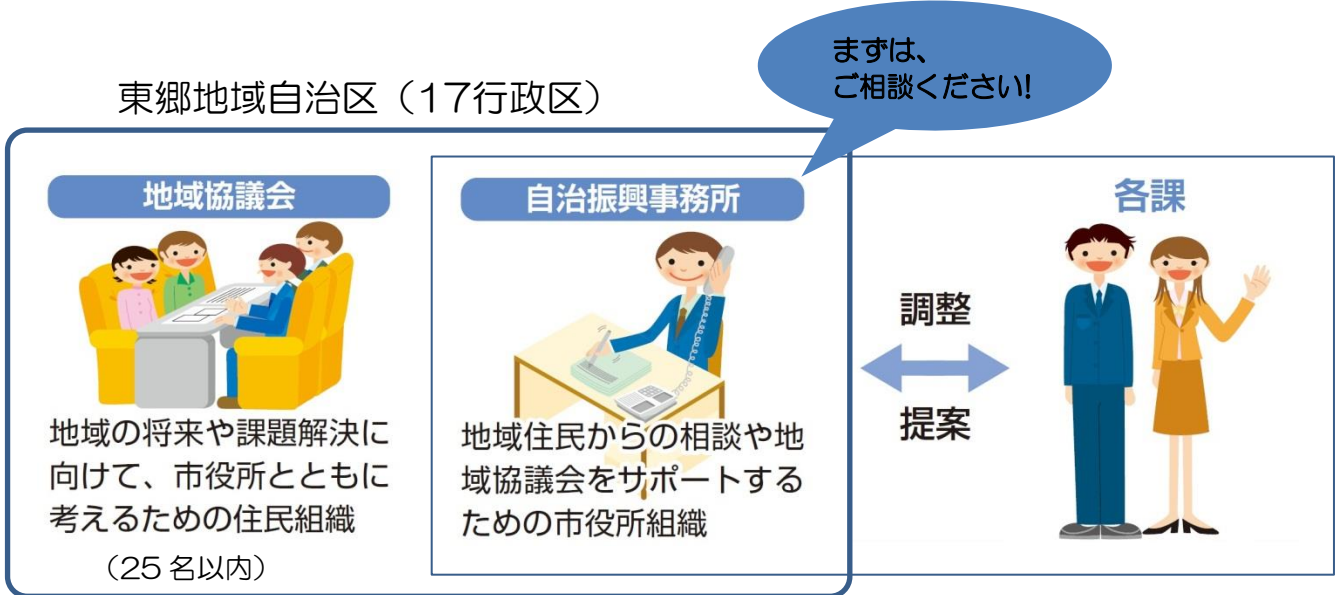 まずは、
ご相談ください!
東郷地域自治区（17行政区）
地域協議会
地域の将来や課題解決に
向けて、市役所とともに
考えるための住民組織
（25 名以内）
自治振興事務所
地域住民からの相談や地
域協議会をサポートする
ための市役所組織
調整
提案
各課